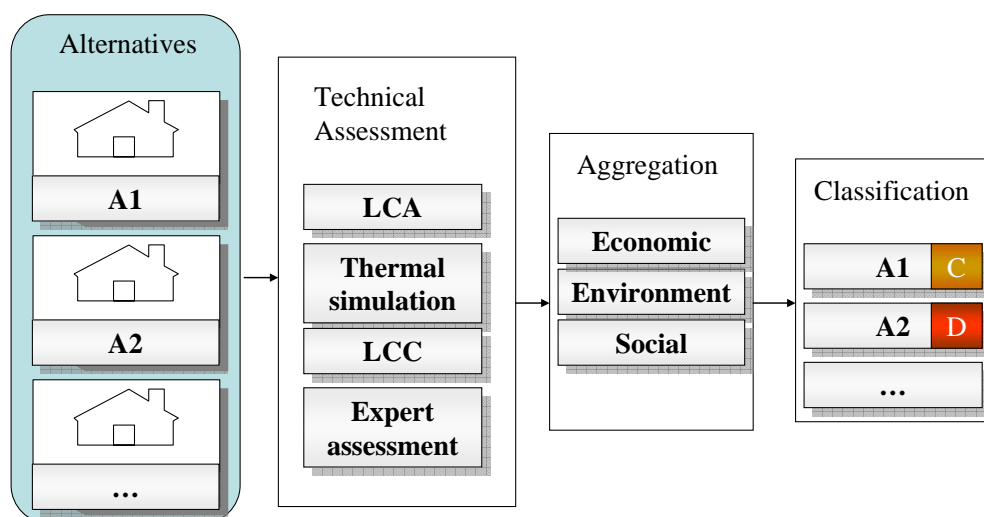 Alternatives
A1
A2
...
Technical
Assessment
LCA
Thermal
simulation
LCC
Expert
assessment
Aggregation
Economic
Environment
Social
Classification
A1 C
A2 D
...